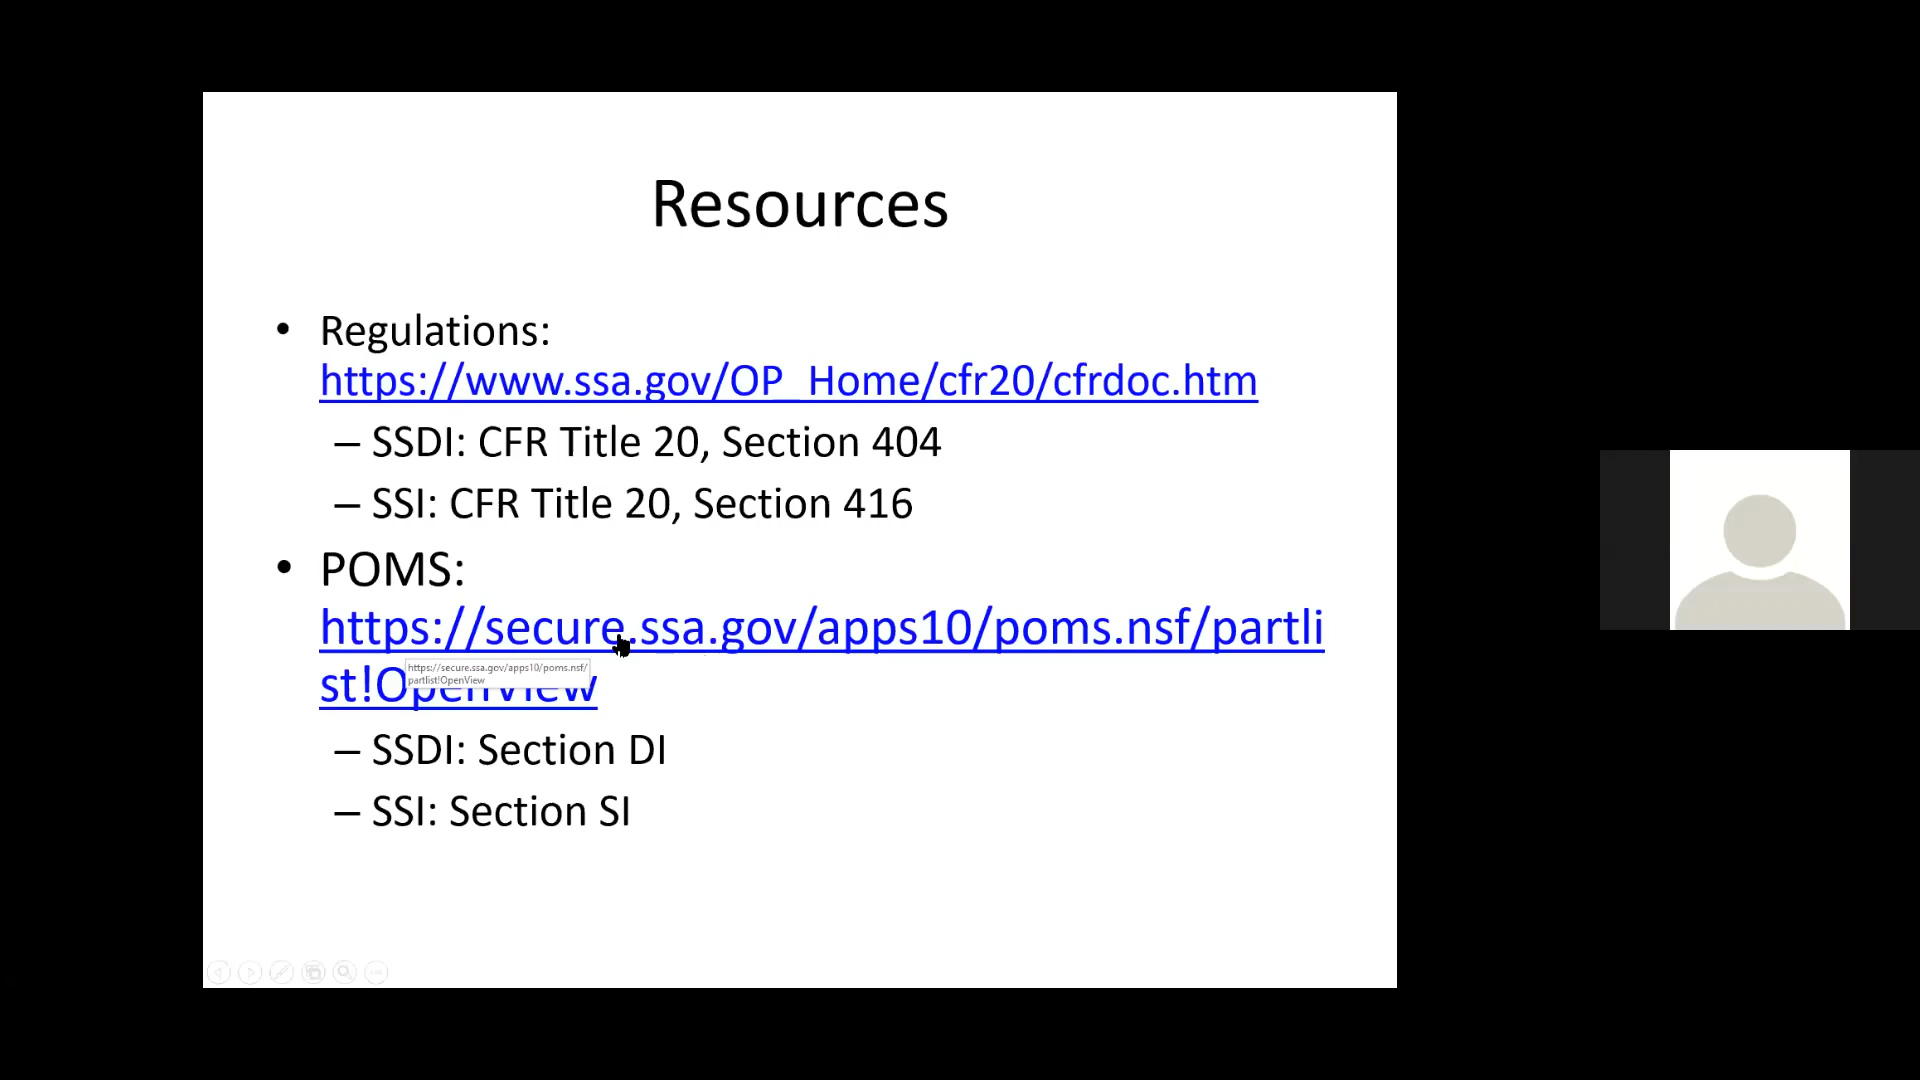 Resources
• Regulations:
https://www.ssa.gov/OP_Home/cfr20/cfrdoc.htm
– SSDI: CFR Title 20, Section 404
– SSI: CFR Title 20, Section 416
• POMS:
https://secure.ssa.gov/apps10/poms.nsf/partli
st!OpenView
https://secure.ssa.gov/apps10/poms.nsf/
partlist!OpenView
– SSDI: Section DI
– SSI: Section SI